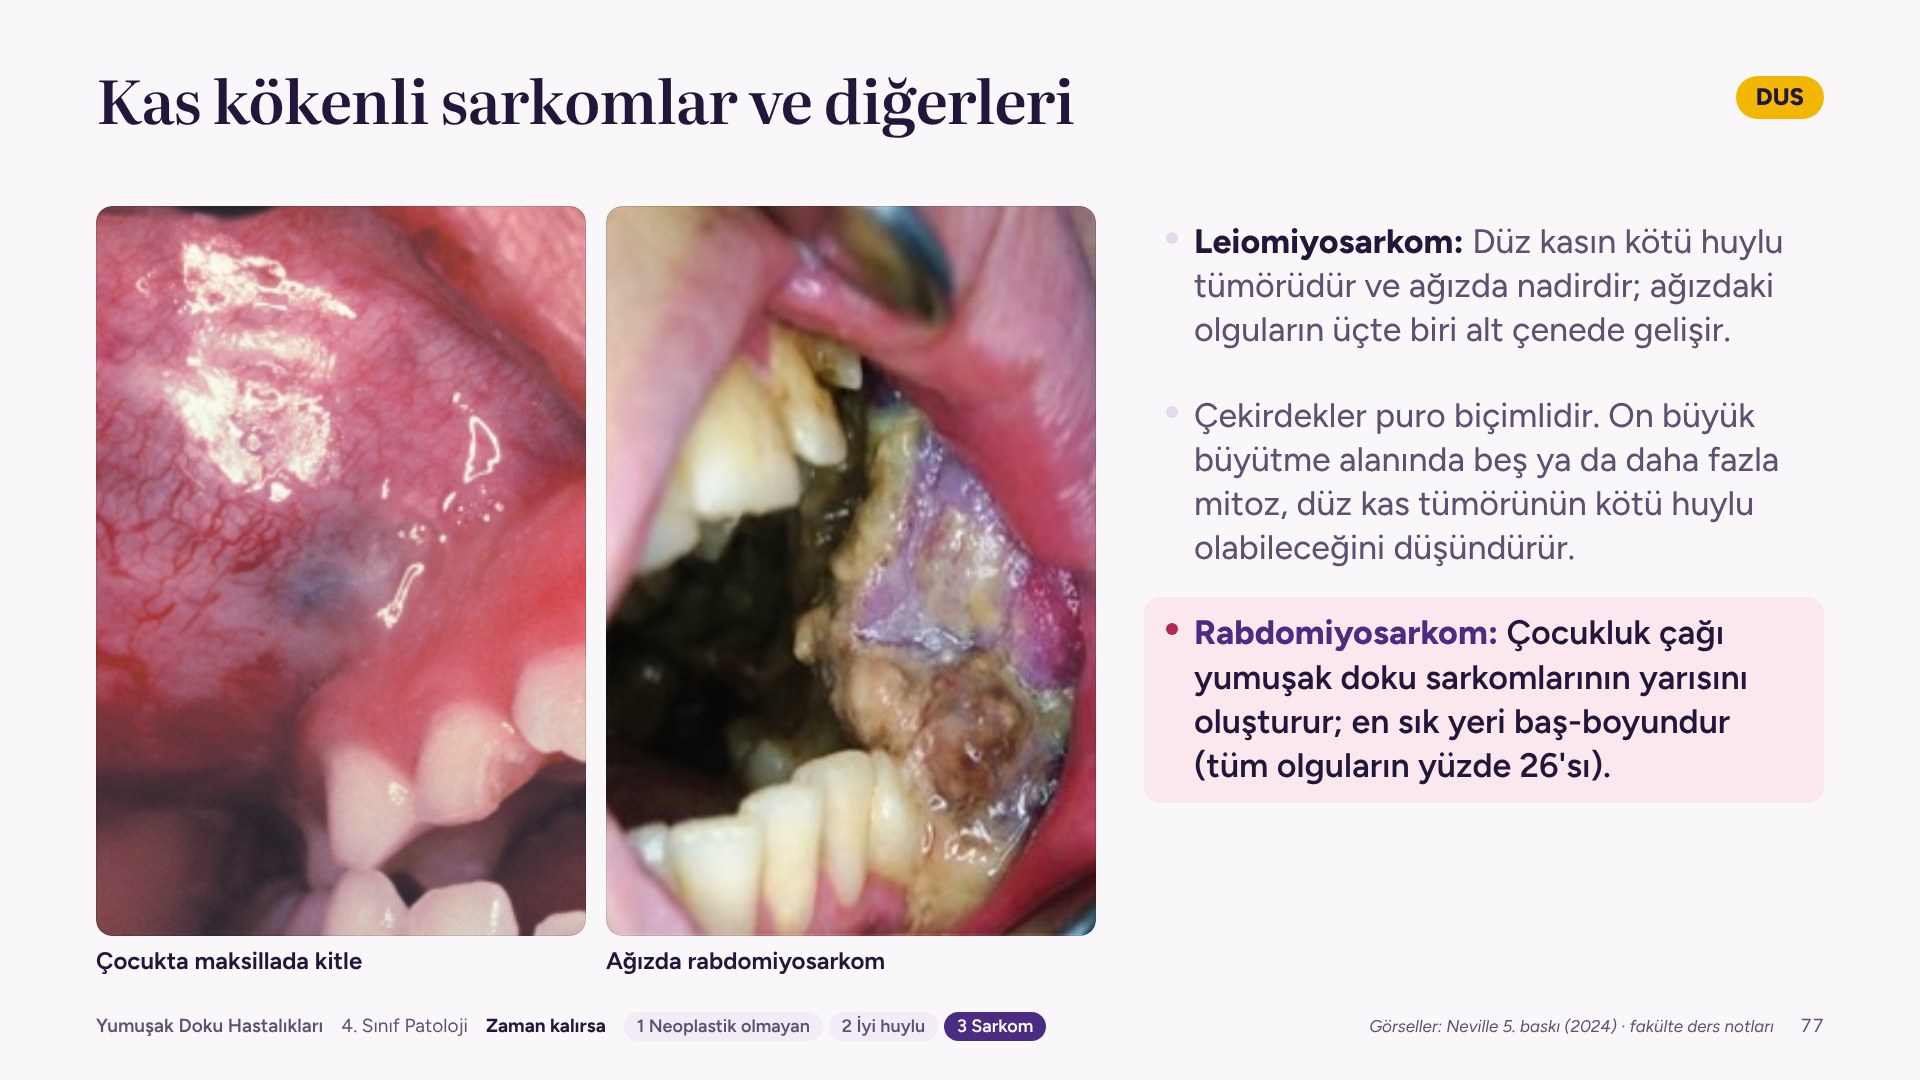 Kas kökenli sarkomlar ve diğerleri
DUS
Leiomiyosarkom: Düz kasın kötü huylu
tümörüdür ve ağızda nadirdir; ağızdaki
olguların üçte biri alt çenede gelişir.
Çekirdekler puro biçimlidir. On büyük
büyütme alanında beş ya da daha fazla
mitoz, düz kas tümörünün kötü huylu
olabileceğini düşündürür.
Rabdomiyosarkom: Çocukluk çağı
yumuşak doku sarkomlarının yarısını
oluşturur; en sık yeri baş-boyundur
(tüm olguların yüzde 26'sı).
Çocukta maksillada kitle
Ağızda rabdomiyosarkom
Yumuşak Doku Hastalıkları 4. Sınıf Patoloji Zaman kalırsa 1 Neoplastik olmayan 2 İyi huylu 3 Sarkom
Görseller: Neville 5. baskı (2024) · fakülte ders notları 77